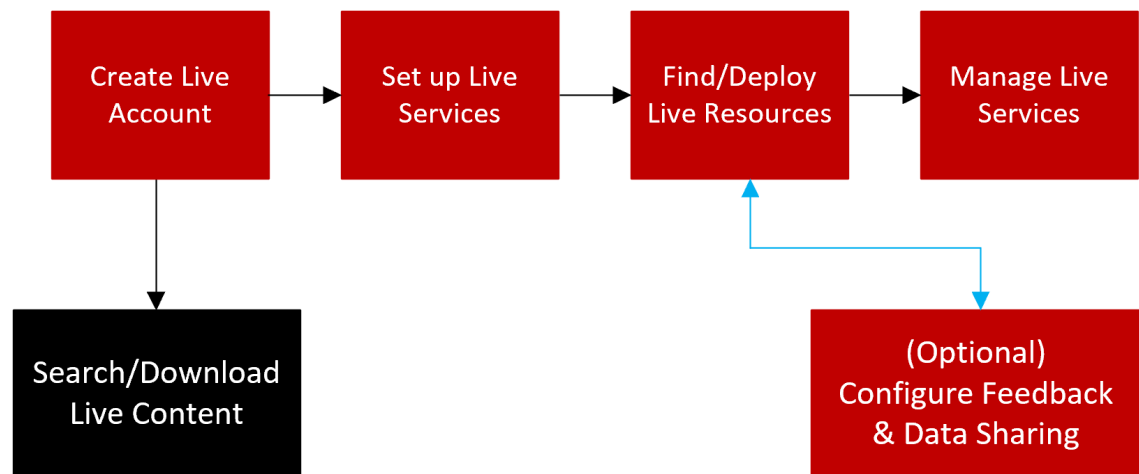 Create Live
Account
Set up Live
Services
Find/Deploy
Live Resources
Manage Live
Services
Search/Download
Live Content
(Optional)
Configure Feedback
& Data Sharing